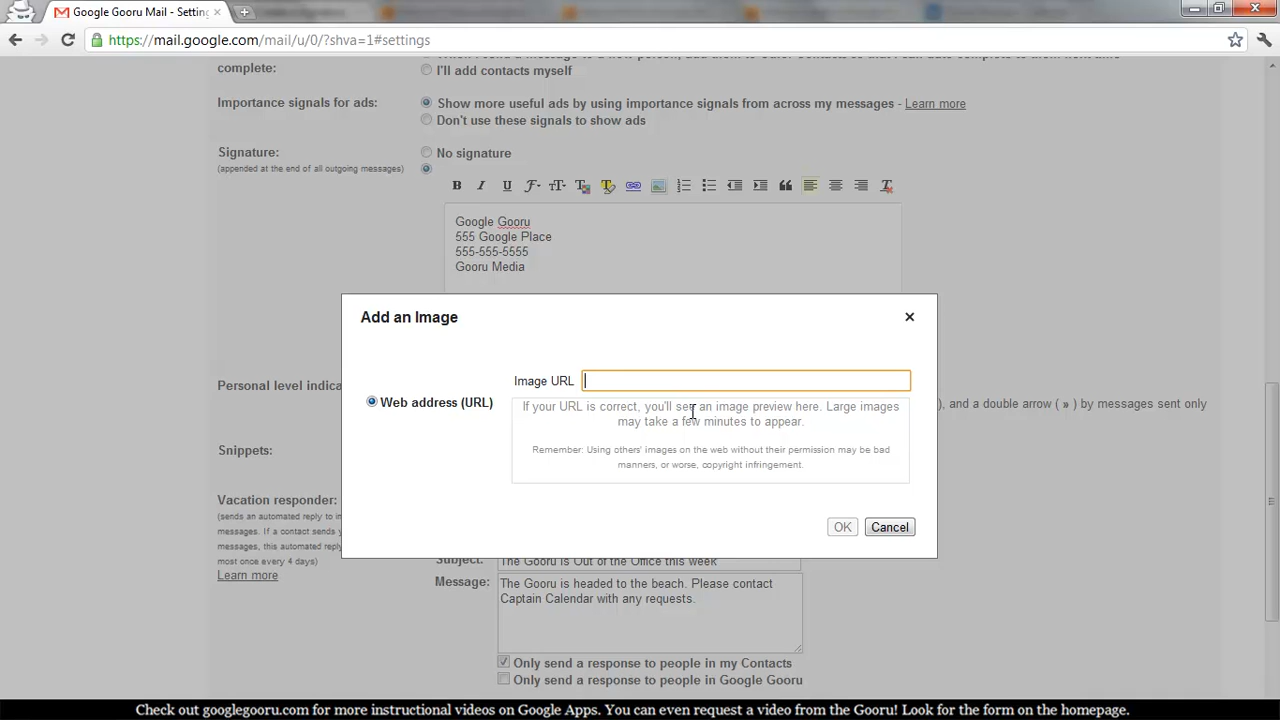 Google Gooru Mail - Setting
https://mail.google.com/mail/u/0/?shva=1#settings
complete:
I'll add contacts myself
Importance signals for ads:
Show more useful ads by using importance signals from across my messages - Learn more
Don't use these signals to show ads
Signature:
(appended at the end of all outgoing messages)
No signature
Google Gooru
555 Google Place
555-555-5555
Gooru Media
Add an Image
Image URL
Web address (URL)
If your URL is correct, you'll see an image preview here. Large images
may take a few minutes to appear.
Remember: Using others' images on the web without their permission may be bad
manners, or worse, copyright infringement.
OK
Cancel
Personal level indica
), and a double arrow ( » ) by messages sent only
Snippets:
Vacation responder:
(sends an automated reply to in
messages. If a contact sends y
messages, this automated repl
most once every 4 days)
Learn more
Subject:
The Gooru is Out of the Office this week
Message:
The Gooru is headed to the beach. Please contact
Captain Calendar with any requests.
Only send a response to people in my Contacts
Only send a response to people in Google Gooru
Check out googlegooru.com for more instructional videos on Google Apps. You can even request a video from the Gooru! Look for the form on the homepage.